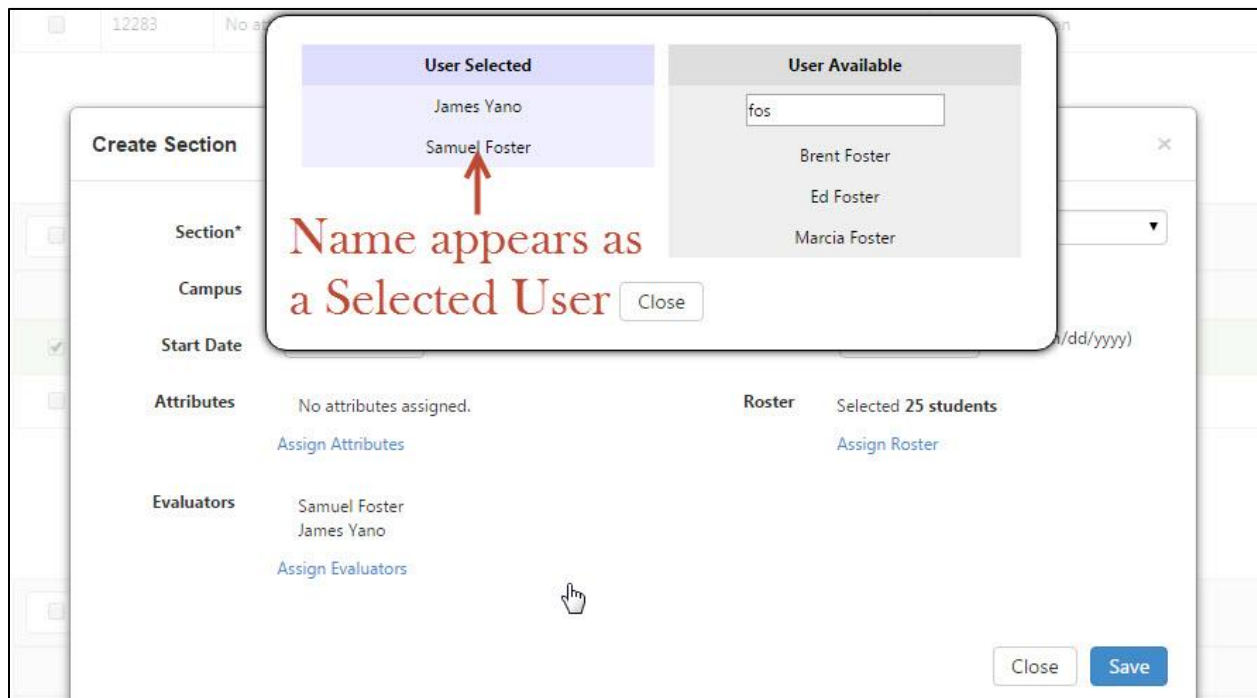 12283
No a
User Selected
User Available
James Yano
fos
Create Section
Samuel Foster
×
Brent Foster
Ed Foster
Section*
Name appears as
Marcia Foster
Campus
a Selected User
Close
Start Date
/dd/yyyy)
Attributes
No attributes assigned.
Roster
Selected 25 students
Assign Attributes
Assign Roster
Evaluators
Samuel Foster
James Yano
Assign Evaluators
Close
Save